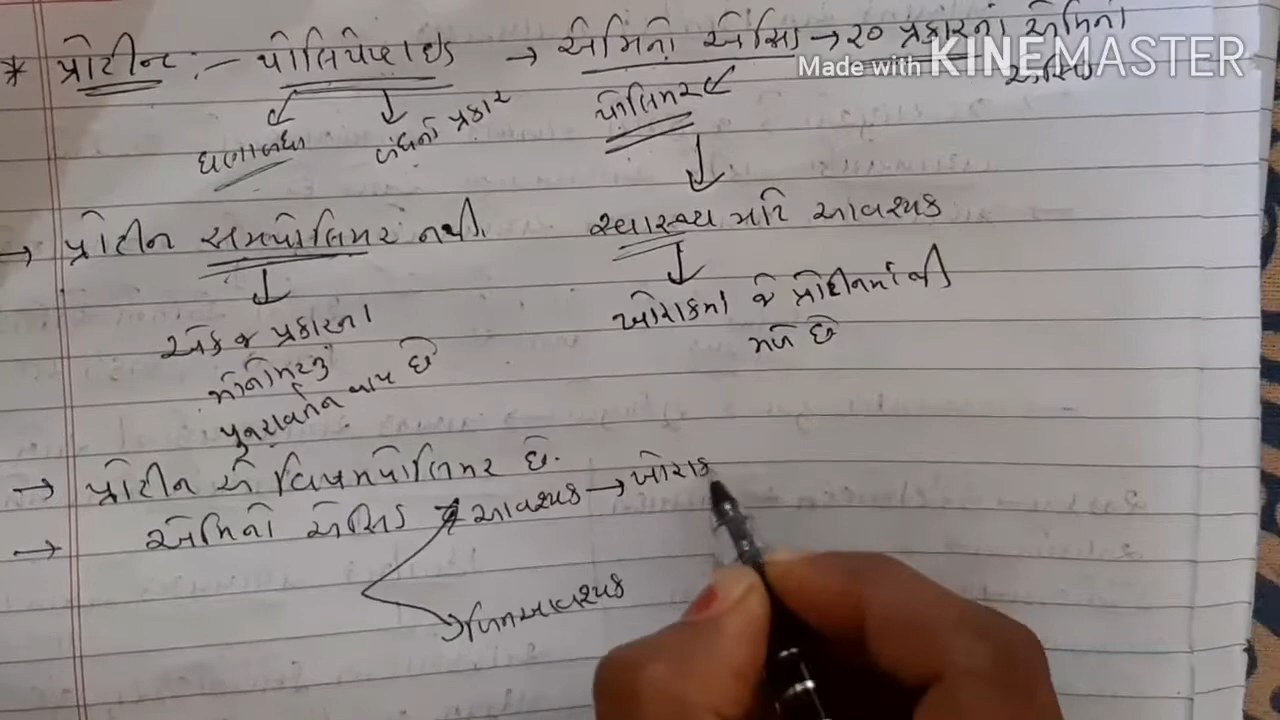 * પ્રોટીન :- પોલિપેપ્ટાઇડ → એમિનો એસિડ → ૨૦ પ્રકારનાં એમિનો
એસિડ
Made with KINEMASTER
ઘણાબધા બંધનો પ્રકાર પોલિમર
→ પ્રોટીન સમપોલિમર નથી.
સ્વાસ્થ્ય માટે આવશ્યક
એક જ પ્રકારના
મોનોમરનું
પુનરાવર્તન થાય છે
ખોરાકના જ પ્રોટીનમાંથી
મળે છે
→ પ્રોટીન એ વિષમપોલિમર છે.
→ એમિનો એસિડ આવશ્યક → ખોરાક
બિનઆવશ્યક